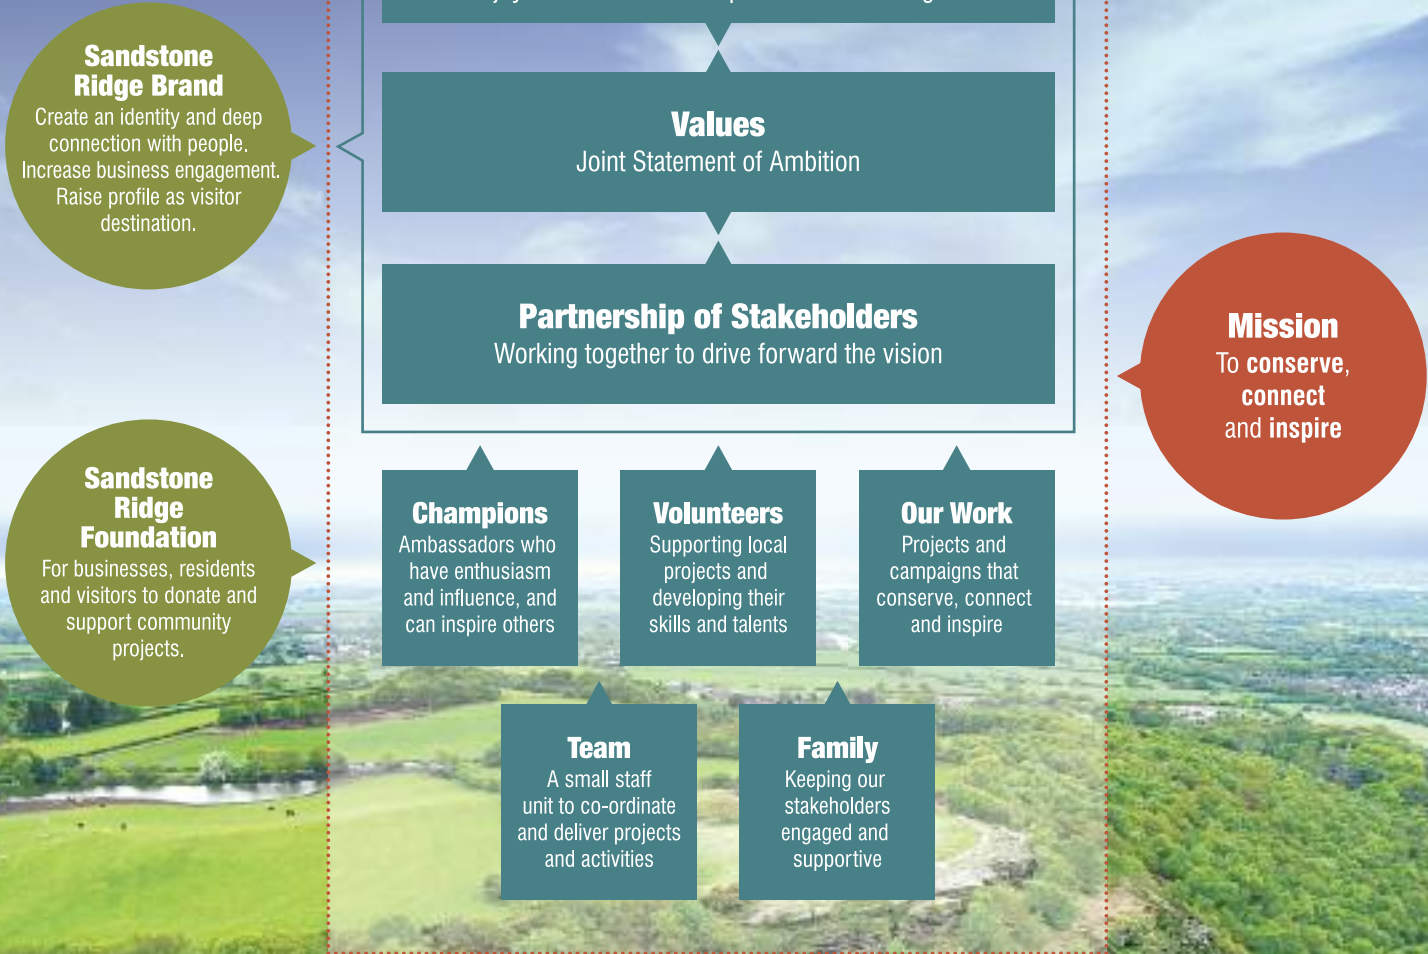 Sandstone
Ridge Brand
Create an identity and deep
connection with people.
Increase business engagement.
Raise profile as visitor
destination.
Values
Joint Statement of Ambition
Partnership of Stakeholders
Working together to drive forward the vision
Mission
To conserve,
connect
and inspire
Sandstone
Ridge
Foundation
For businesses, residents
and visitors to donate and
support community
projects.
Champions
Ambassadors who
have enthusiasm
and influence, and
can inspire others
Volunteers
Supporting local
projects and
developing their
skills and talents
Our Work
Projects and
campaigns that
conserve, connect
and inspire
Team
A small staff
unit to co-ordinate
and deliver projects
and activities
Family
Keeping our
stakeholders
engaged and
supportive